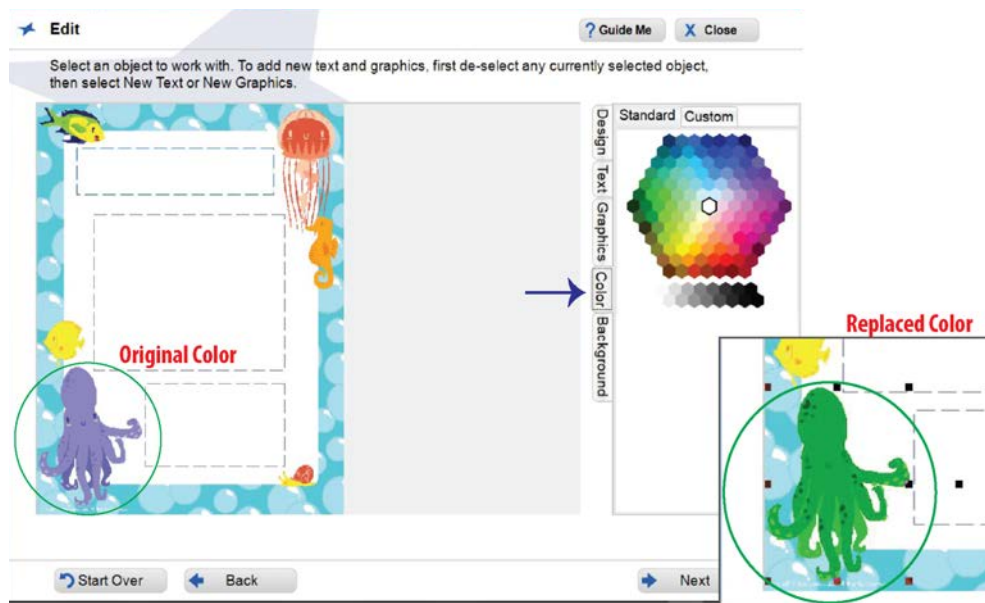 Edit
? Guide Me
X Close
Select an object to work with. To add new text and graphics, first de-select any currently selected object,
then select New Text or New Graphics.
Design
Text
Graphics
Color
Background
Standard
Custom
Original Color
Replaced Color
Start Over
Back
Next